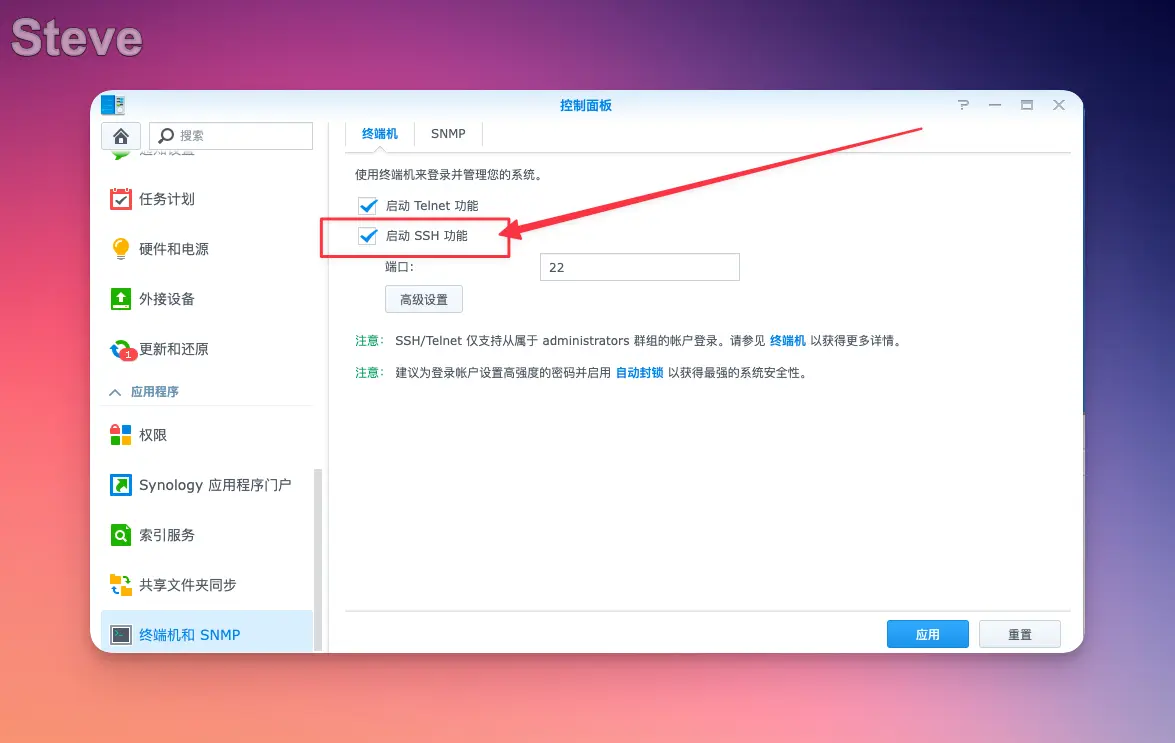 Steve
控制面板
搜索
终端机
SNMP
通知设置
任务计划
硬件和电源
外接设备
1
更新和还原
应用程序
权限
Synology 应用程序门户
索引服务
共享文件夹同步
终端机和 SNMP
使用终端机来登录并管理您的系统。
启动 Telnet 功能
启动 SSH 功能
端口:
22
高级设置
注意: SSH/Telnet 仅支持从属于 administrators 群组的帐户登录。请参见 终端机 以获得更多详情。
注意: 建议为登录帐户设置高强度的密码并启用 自动封锁 以获得最强的系统安全性。
应用
重置